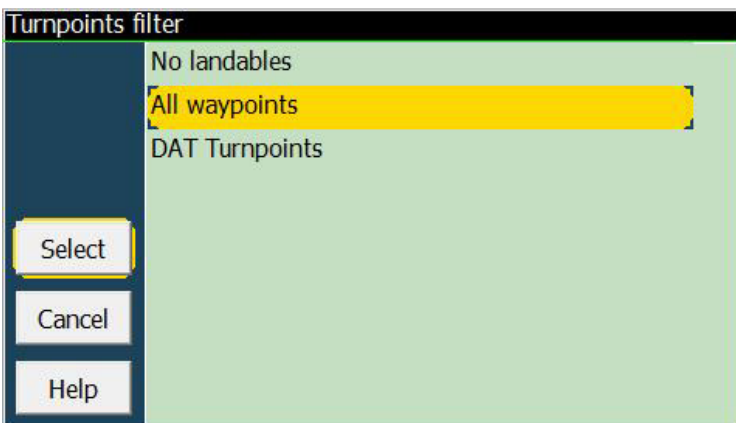 Turnpoints filter
No landables
All waypoints
DAT Turnpoints
Select
Cancel
Help